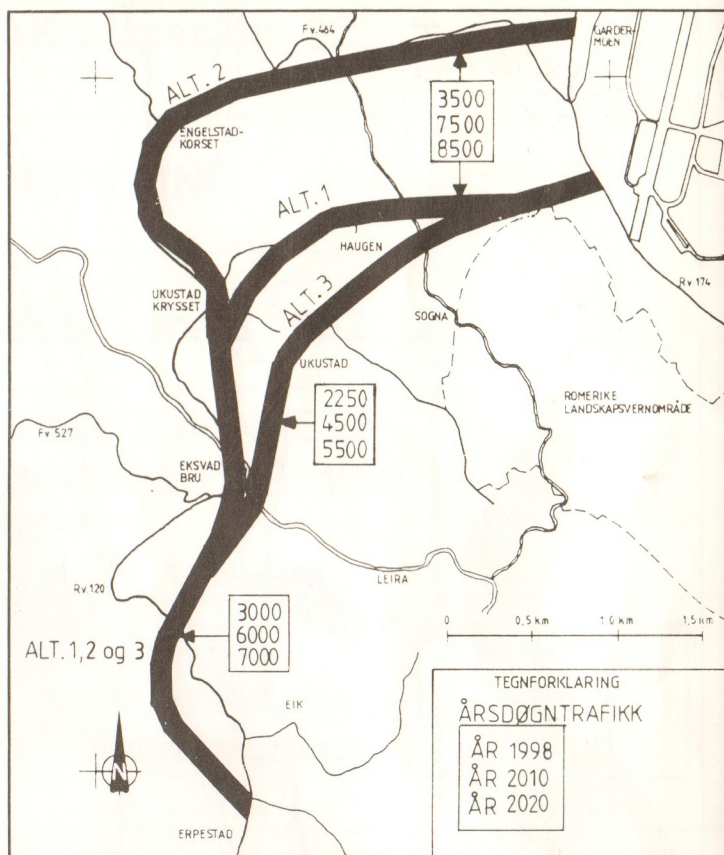 Fv.464
GARDER-
MOEN
ALT. 2
3500
7500
8500
ENGELSTAD-
KORSET
ALT. 1
HAUGEN
Rv 174
UKUSTAD
KRYSSET
ALT. 3
SOGNA
UKUSTAD
2250
4500
5500
ROMERIKE
LANDSKAPSVERNOMRÅDE
Fv. 527
EKSVAD
BRU
LEIRA
Rv.120
3000
6000
7000
0 0,5 km 1 0 km 1,5 km
ALT. 1,2 og 3
EIK
TEGNFORKLARING
ÅRSDØGNTRAFIKK
ÅR 1998
ÅR 2010
ÅR 2020
N
ERPESTAD